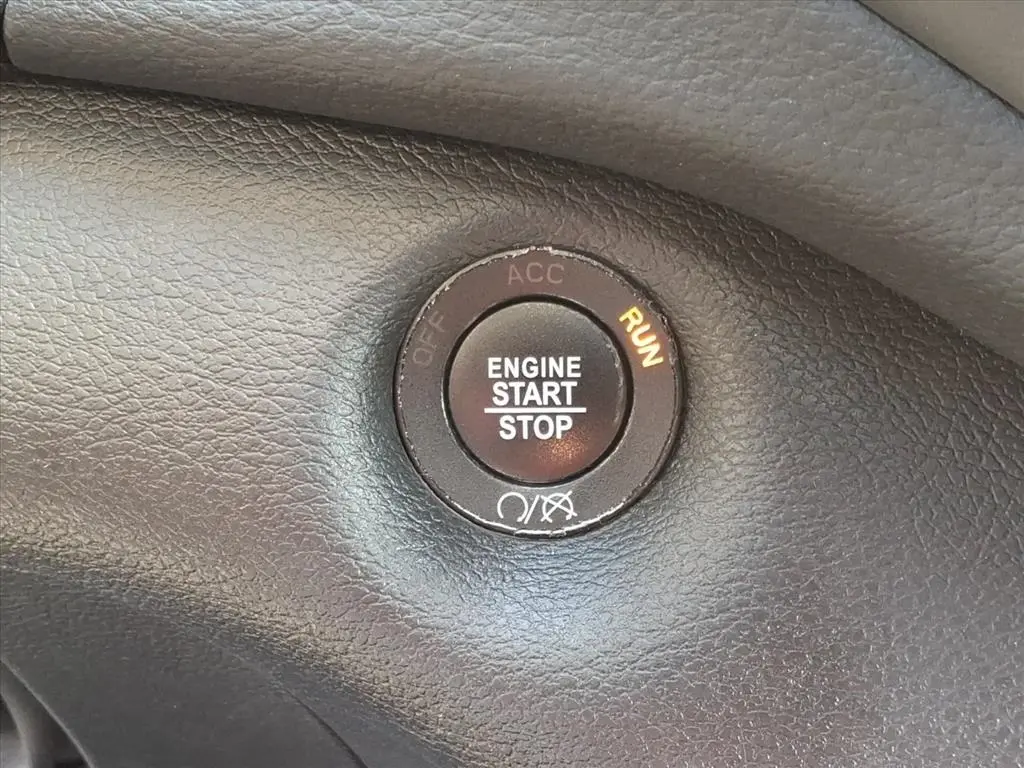 ACC
OFF
RUN
ENGINE
START
STOP